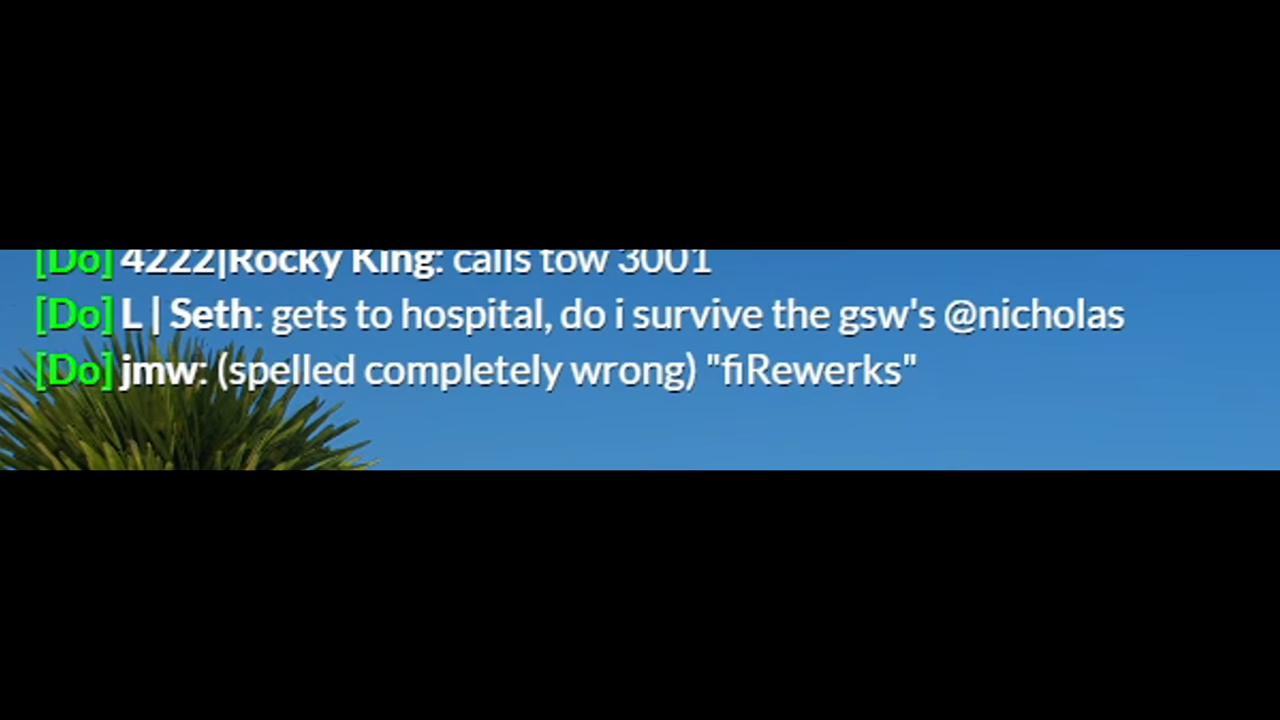 [Do] 4222|Rocky King: calls tow 3001
[Do] L | Seth: gets to hospital, do i survive the gsw's @nicholas
[Do] jmw: (spelled completely wrong) "fiRewerks"